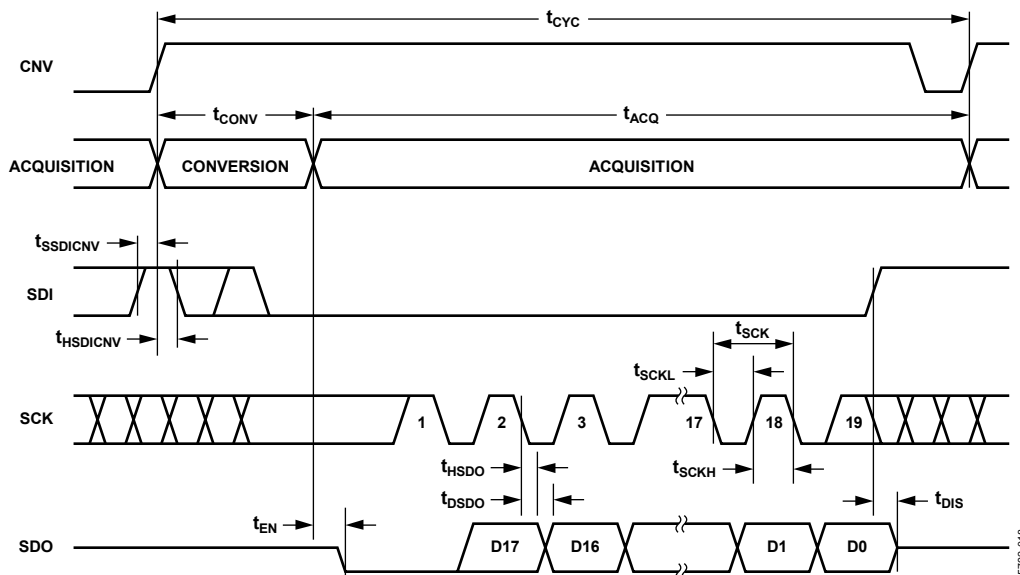 tCYC
CNV
tCONV
tACQ
ACQUISITION
CONVERSION
ACQUISITION
tSSDICNV
SDI
tHSDICNV
tSCK
tSCKL
SCK
1
2
3
17
18
19
tHSDO
tSCKH
tDSDO
tEN
tDIS
SDO
D17
D16
D1
D0